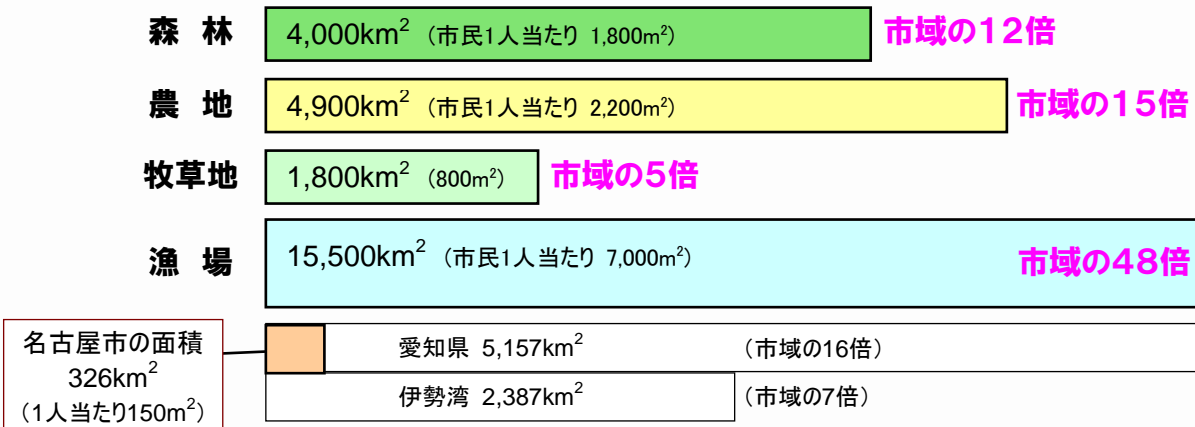 森 林 4,000km² (市民1人当たり 1,800m²) 市域の12倍
農 地 4,900km² (市民1人当たり 2,200m²) 市域の15倍
牧草地 1,800km² (800m²) 市域の5倍
漁 場 15,500km² (市民1人当たり 7,000m²) 市域の48倍
名古屋市の面積
326km²
(1人当たり150m²)
愛知県 5,157km² (市域の16倍)
伊勢湾 2,387km² (市域の7倍)